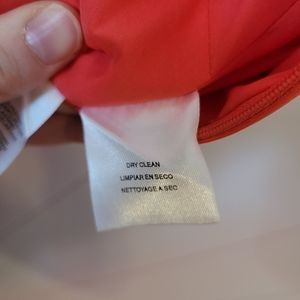 DRY CLEAN
LIMPIAR EN SECO
NETTOYAGE A SEC